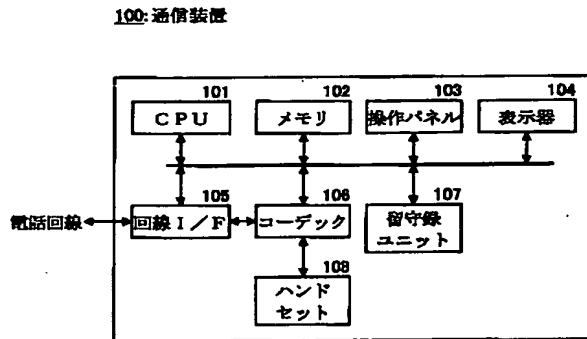 100:通信装置
101 102 103 104
CPU メモリ 操作パネル 表示器
105 106 107
電話回線 回線I/F コーデック 留守録
ユニット
108
ハンド
セット